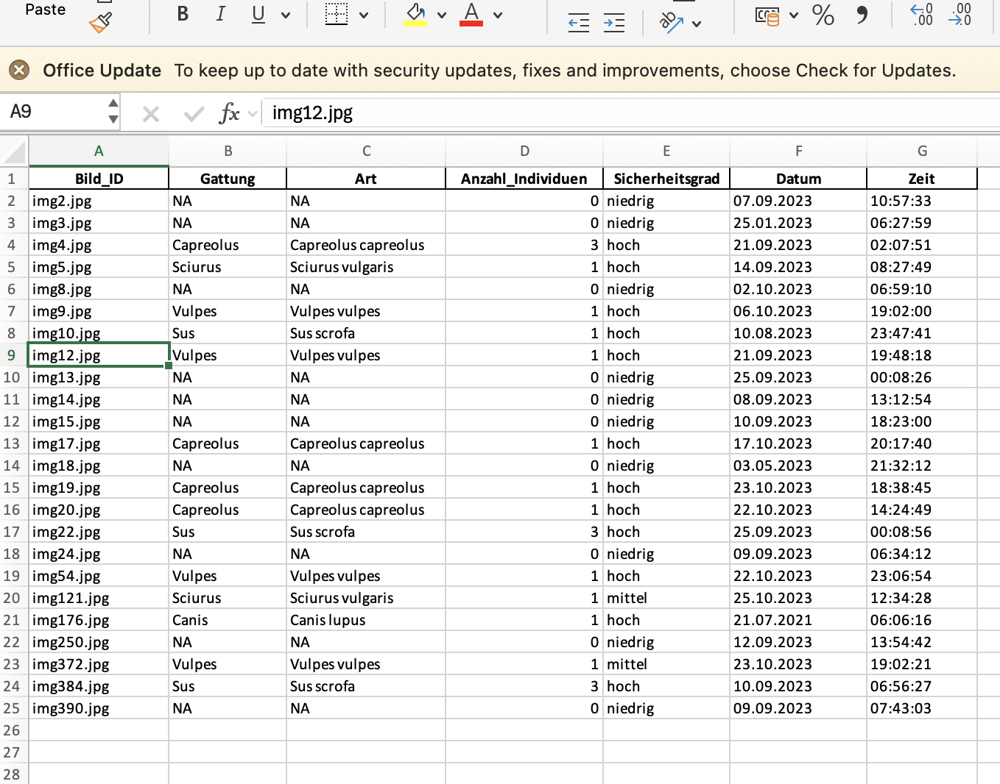 Paste B I U A ab % .00 .00
Office Update To keep up to date with security updates, fixes and improvements, choose Check for Updates.
A9 fx img12.jpg
A B C D E F G
1 Bild_ID Gattung Art Anzahl_Individuen Sicherheitsgrad Datum Zeit
2 img2.jpg NA NA 0 niedrig 07.09.2023 10:57:33
3 img3.jpg NA NA 0 niedrig 25.01.2023 06:27:59
4 img4.jpg Capreolus Capreolus capreolus 3 hoch 21.09.2023 02:07:51
5 img5.jpg Sciurus Sciurus vulgaris 1 hoch 14.09.2023 08:27:49
6 img8.jpg NA NA 0 niedrig 02.10.2023 06:59:10
7 img9.jpg Vulpes Vulpes vulpes 1 hoch 06.10.2023 19:02:00
8 img10.jpg Sus Sus scrofa 1 hoch 10.08.2023 23:47:41
9 img12.jpg Vulpes Vulpes vulpes 1 hoch 21.09.2023 19:48:18
10 img13.jpg NA NA 0 niedrig 25.09.2023 00:08:26
11 img14.jpg NA NA 0 niedrig 08.09.2023 13:12:54
12 img15.jpg NA NA 0 niedrig 10.09.2023 18:23:00
13 img17.jpg Capreolus Capreolus capreolus 1 hoch 17.10.2023 20:17:40
14 img18.jpg NA NA 0 niedrig 03.05.2023 21:32:12
15 img19.jpg Capreolus Capreolus capreolus 1 hoch 23.10.2023 18:38:45
16 img20.jpg Capreolus Capreolus capreolus 1 hoch 22.10.2023 14:24:49
17 img22.jpg Sus Sus scrofa 3 hoch 25.09.2023 00:08:56
18 img24.jpg NA NA 0 niedrig 09.09.2023 06:34:12
19 img54.jpg Vulpes Vulpes vulpes 1 hoch 22.10.2023 23:06:54
20 img121.jpg Sciurus Sciurus vulgaris 1 mittel 25.10.2023 12:34:28
21 img176.jpg Canis Canis lupus 1 hoch 21.07.2021 06:06:16
22 img250.jpg NA NA 0 niedrig 12.09.2023 13:54:42
23 img372.jpg Vulpes Vulpes vulpes 1 mittel 23.10.2023 19:02:21
24 img384.jpg Sus Sus scrofa 3 hoch 10.09.2023 06:56:27
25 img390.jpg NA NA 0 niedrig 09.09.2023 07:43:03
26
27
28